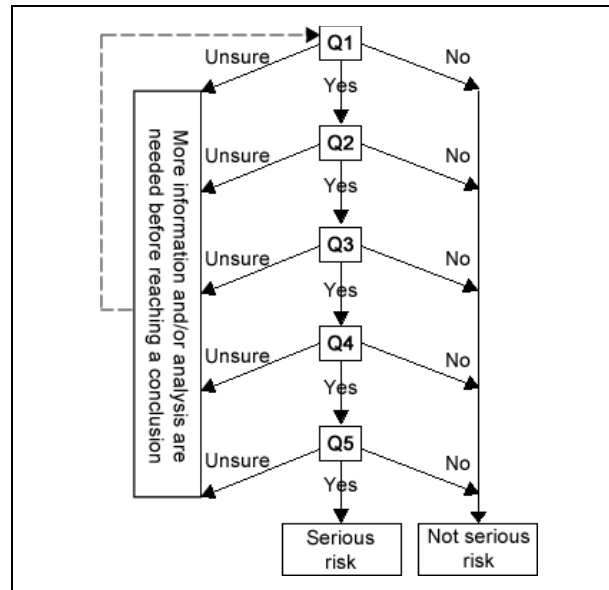 Q1
Unsure
No
Yes
Q2
Unsure
No
Yes
Q3
Unsure
No
Yes
Q4
Unsure
No
Yes
Q5
Unsure
No
Yes
More information and/or analysis are
needed before reaching a conclusion
Serious
risk
Not serious
risk